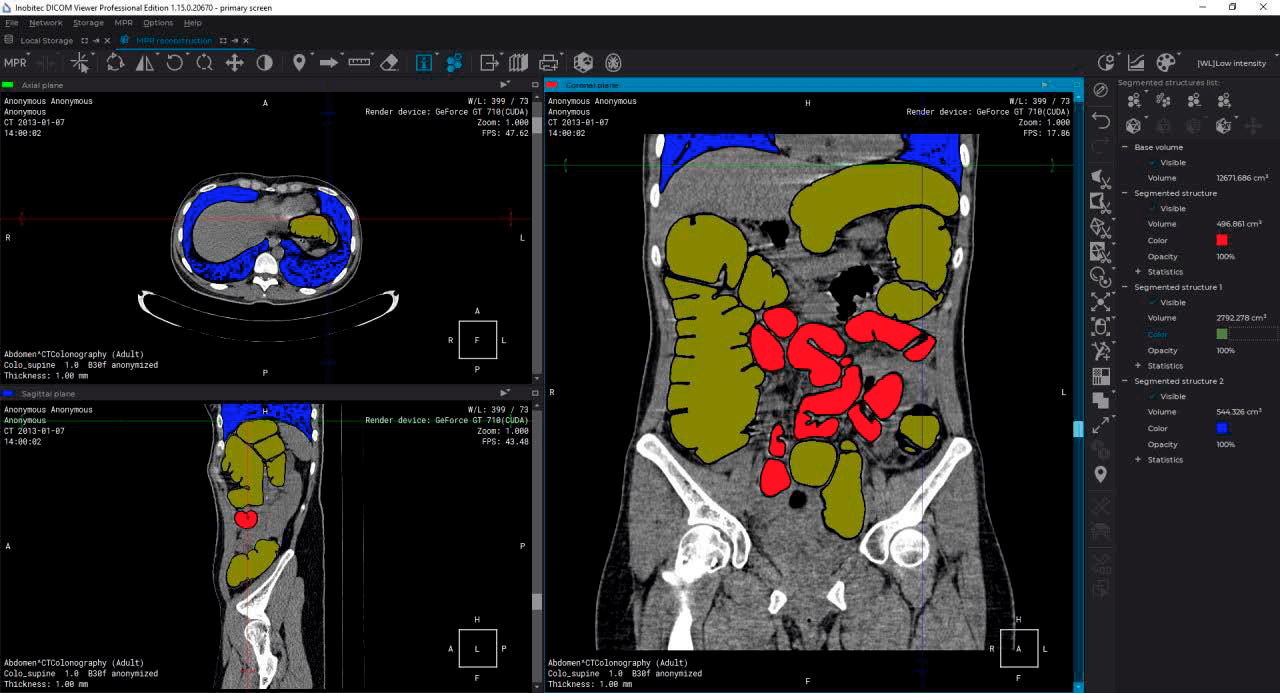 Inobitec DICOM Viewer Professional Edition 1.15.0.20670 - primary screen
File Network Storage MPR Options Help
Local Storage MPR reconstruction
MPR [WL]Low intensity
Axial plane
Anonymous Anonymous
Anonymous
CT 2013-01-07
14:00:02
A
W/L: 399 / 73
Render device: GeForce GT 710(CUDA)
Zoom: 1.000
FPS: 47.62
R
L
A
R F L
P
Abdomen^CTColonography (Adult)
Colo_supine 1.0 B30f anonymized
Thickness: 1.00 mm
P
Sagittal plane
Anonymous Anonymous
Anonymous
CT 2013-01-07
14:00:02
H
W/L: 399 / 73
Render device: GeForce GT 710(CUDA)
Zoom: 1.000
FPS: 43.48
A
P
H
A L P
F
Abdomen^CTColonography (Adult)
Colo_supine 1.0 B30f anonymized
Thickness: 1.00 mm
F
Coronal plane
Anonymous Anonymous
Anonymous
CT 2013-01-07
14:00:02
H
W/L: 399 / 73
Render device: GeForce GT 710(CUDA)
Zoom: 1.000
FPS: 17.86
R
L
H
R A L
F
Abdomen^CTColonography (Adult)
Colo_supine 1.0 B30f anonymized
Thickness: 1.00 mm
F
Segmented structures list:
Base volume
Visible
Volume 12671.686 cm³
Segmented structure
Visible
Volume 496.861 cm³
Color
Opacity 100%
Statistics
Segmented structure 1
Visible
Volume 2792.278 cm³
Color
Opacity 100%
Statistics
Segmented structure 2
Visible
Volume 544.326 cm³
Color
Opacity 100%
Statistics